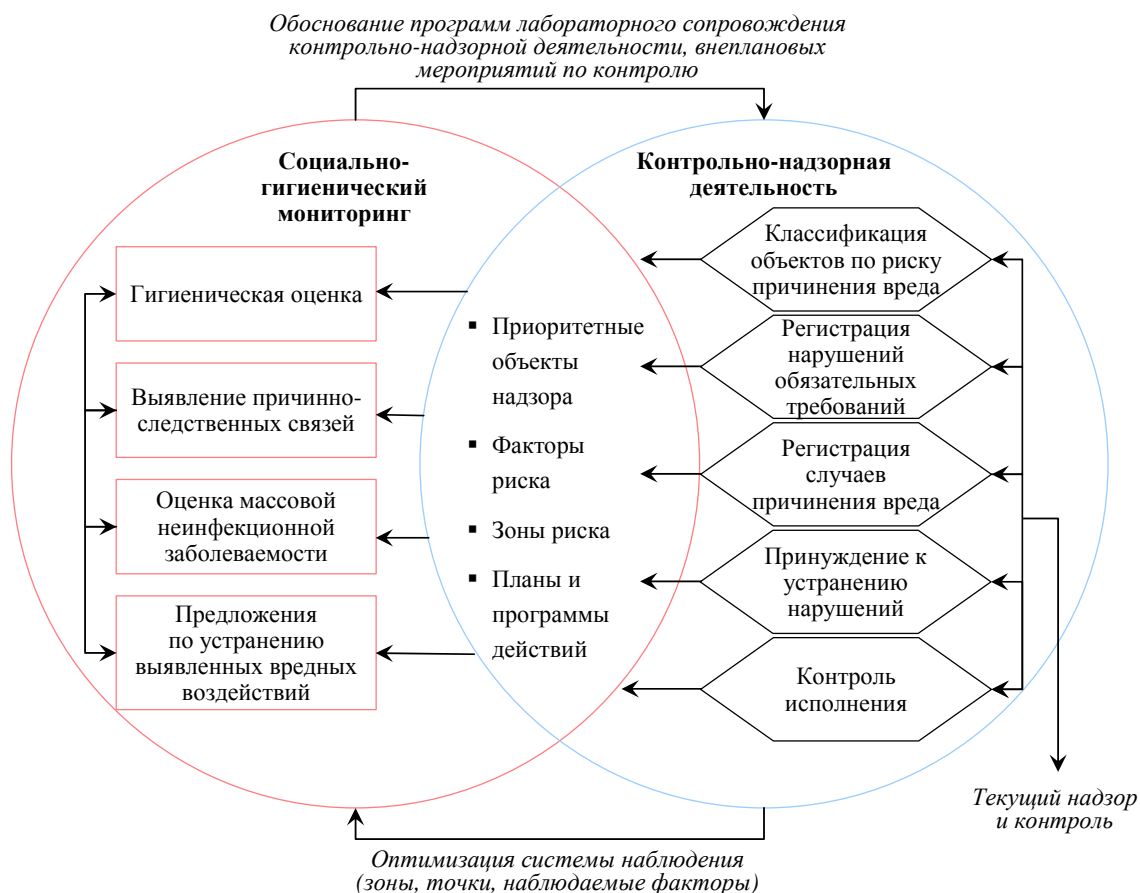 Обоснование программ лабораторного сопровождения
контрольно-надзорной деятельности, внеплановых
мероприятий по контролю
Социально-
гигиенический
мониторинг
Контрольно-надзорная
деятельность
Гигиеническая оценка
Выявление причинно-
следственных связей
Оценка массовой
неинфекционной
заболеваемости
Предложения
по устранению
выявленных вредных
воздействий
▪ Приоритетные
объекты
надзора
▪ Факторы
риска
▪ Зоны риска
▪ Планы и
программы
действий
Классификация
объектов по риску
причинения вреда
Регистрация
нарушений
обязательных
требований
Регистрация
случаев
причинения вреда
Принуждение к
устранению
нарушений
Контроль
исполнения
Текущий надзор
и контроль
Оптимизация системы наблюдения
(зоны, точки, наблюдаемые факторы)